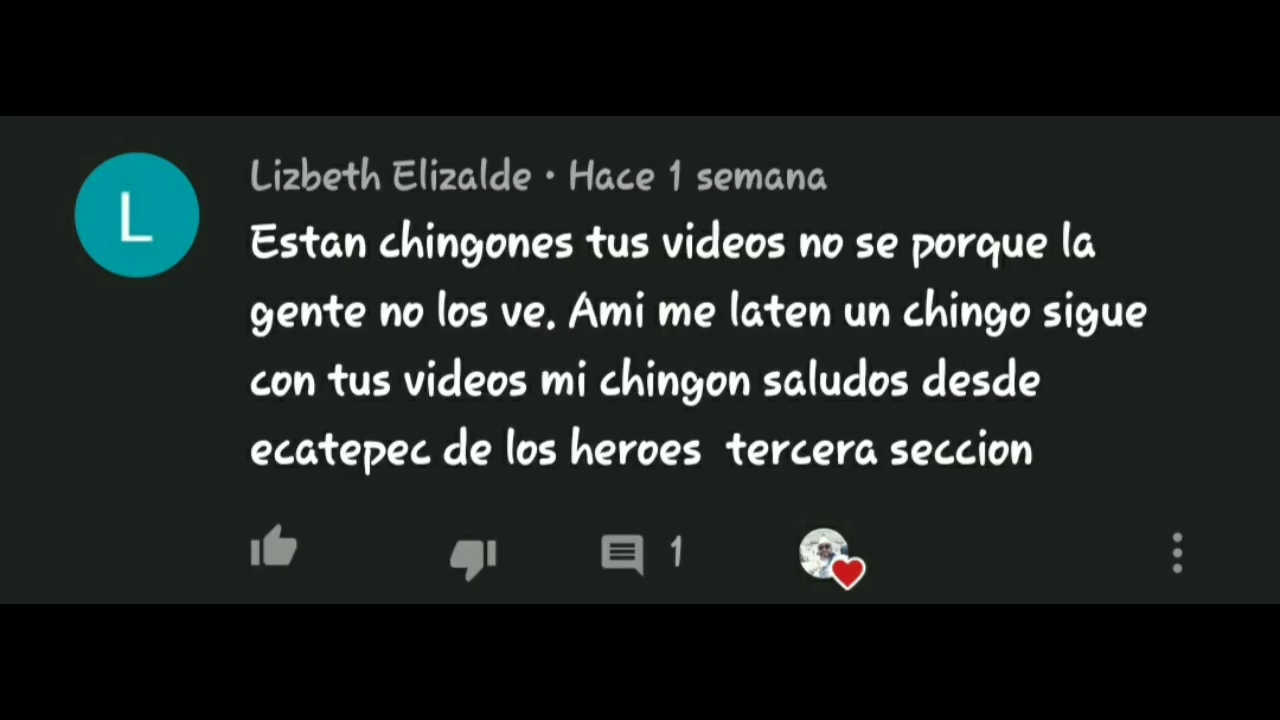 L
Lizbeth Elizalde • Hace 1 semana
Estan chingones tus videos no se porque la
gente no los ve. Ami me laten un chingo sigue
con tus videos mi chingon saludos desde
ecatepec de los heroes  tercera seccion
1